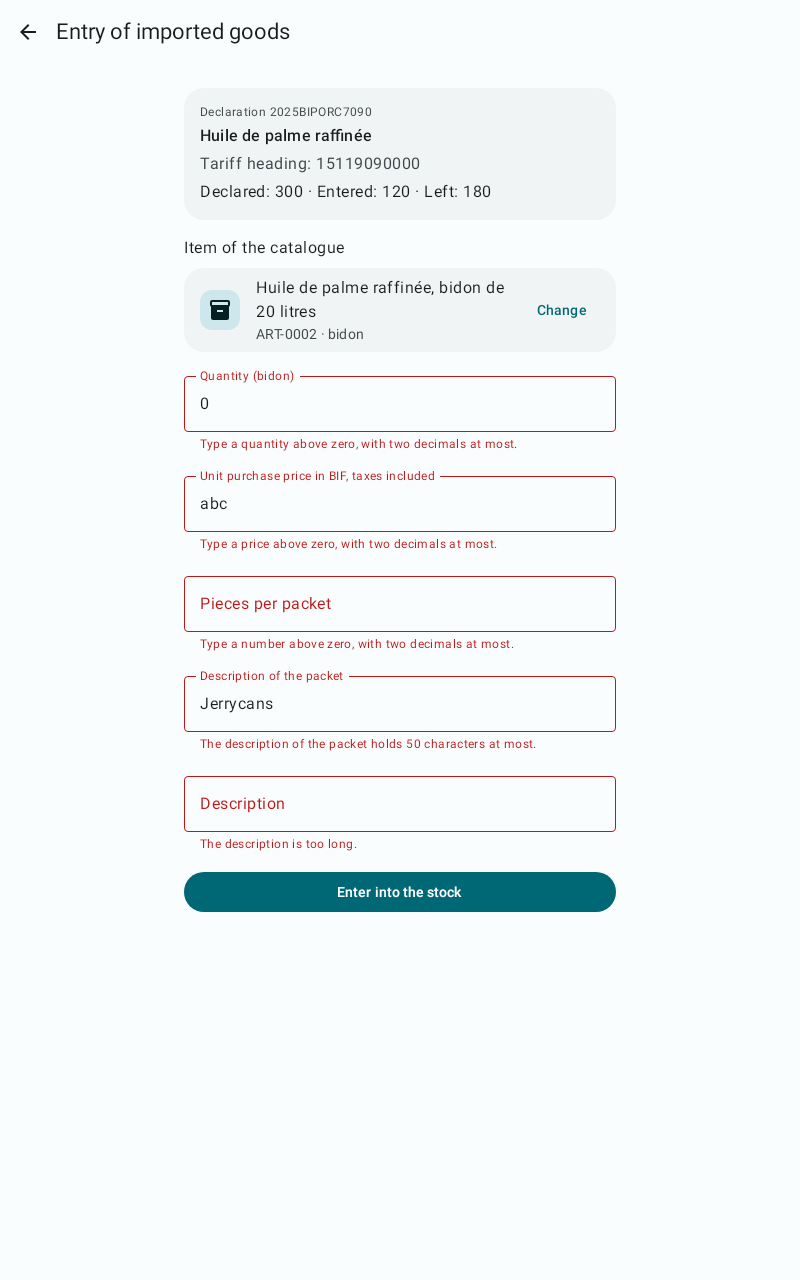 Entry of imported goods
Declaration 2025BIPORC7090
Huile de palme raffinée
Tariff heading: 15119090000
Declared: 300 · Entered: 120 · Left: 180
Item of the catalogue
Huile de palme raffinée, bidon de
20 litres
ART-0002 · bidon
Change
Quantity (bidon)
0
Type a quantity above zero, with two decimals at most.
Unit purchase price in BIF, taxes included
abc
Type a price above zero, with two decimals at most.
Pieces per packet
Type a number above zero, with two decimals at most.
Description of the packet
Jerrycans
The description of the packet holds 50 characters at most.
Description
The description is too long.
Enter into the stock